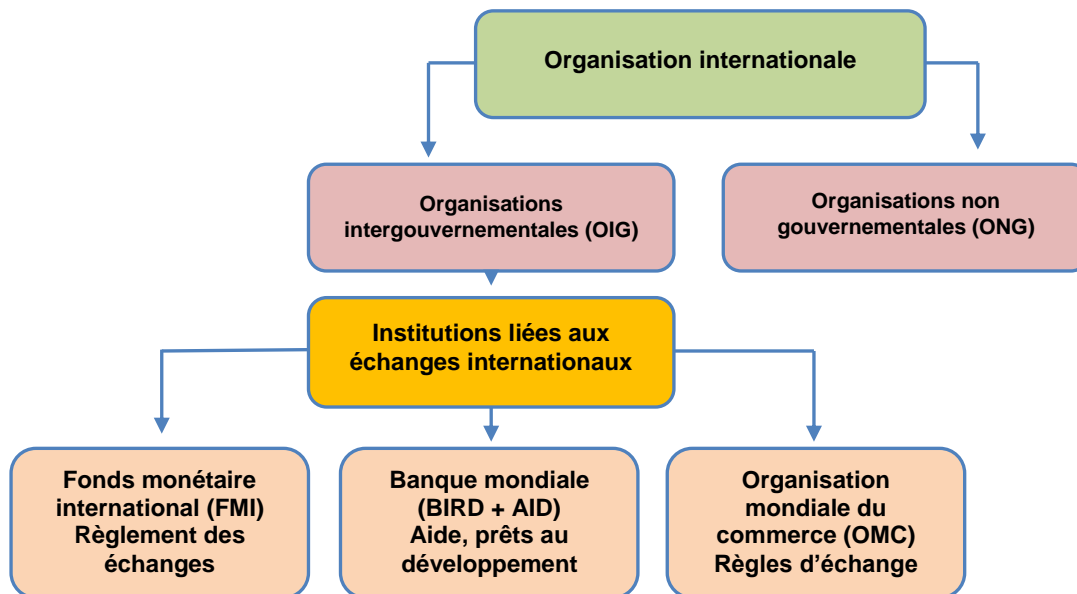 Organisation internationale
Organisations
intergouvernementales (OIG)
Organisations non
gouvernementales (ONG)
Institutions liées aux
échanges internationaux
Fonds monétaire
international (FMI)
Règlement des
échanges
Banque mondiale
(BIRD + AID)
Aide, prêts au
développement
Organisation
mondiale du
commerce (OMC)
Règles d’échange